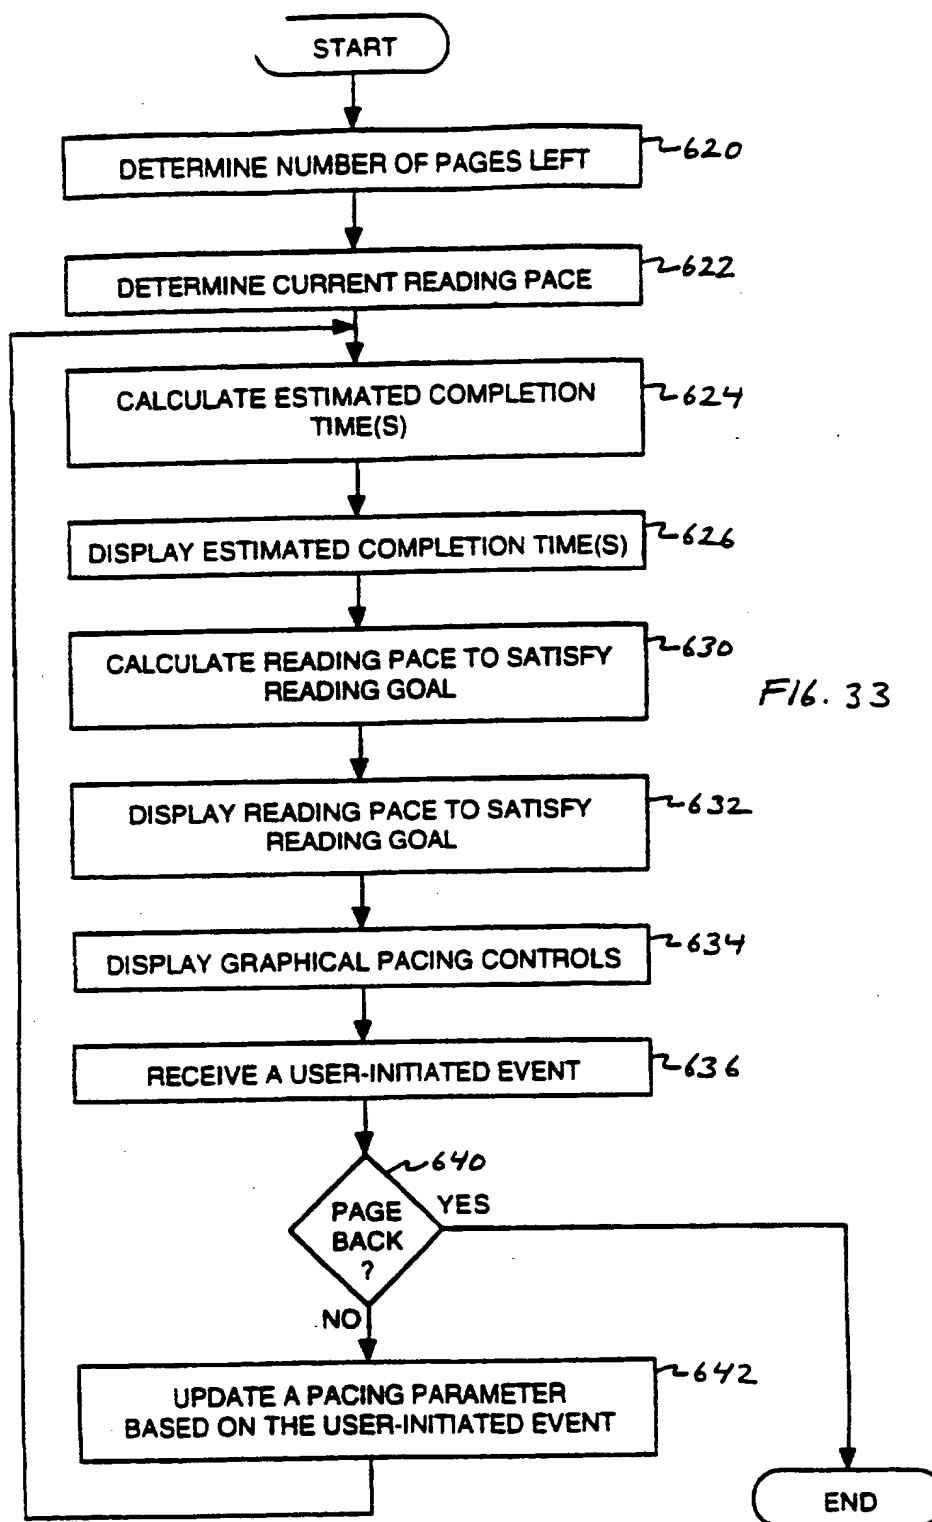 START
DETERMINE NUMBER OF PAGES LEFT
620
DETERMINE CURRENT READING PACE
622
CALCULATE ESTIMATED COMPLETION
TIME(S)
624
DISPLAY ESTIMATED COMPLETION TIME(S)
626
CALCULATE READING PACE TO SATISFY
READING GOAL
630
FIG. 33
DISPLAY READING PACE TO SATISFY
READING GOAL
632
DISPLAY GRAPHICAL PACING CONTROLS
634
RECEIVE A USER-INITIATED EVENT
636
640
PAGE
BACK
?
YES
NO
UPDATE A PACING PARAMETER
BASED ON THE USER-INITIATED EVENT
642
END